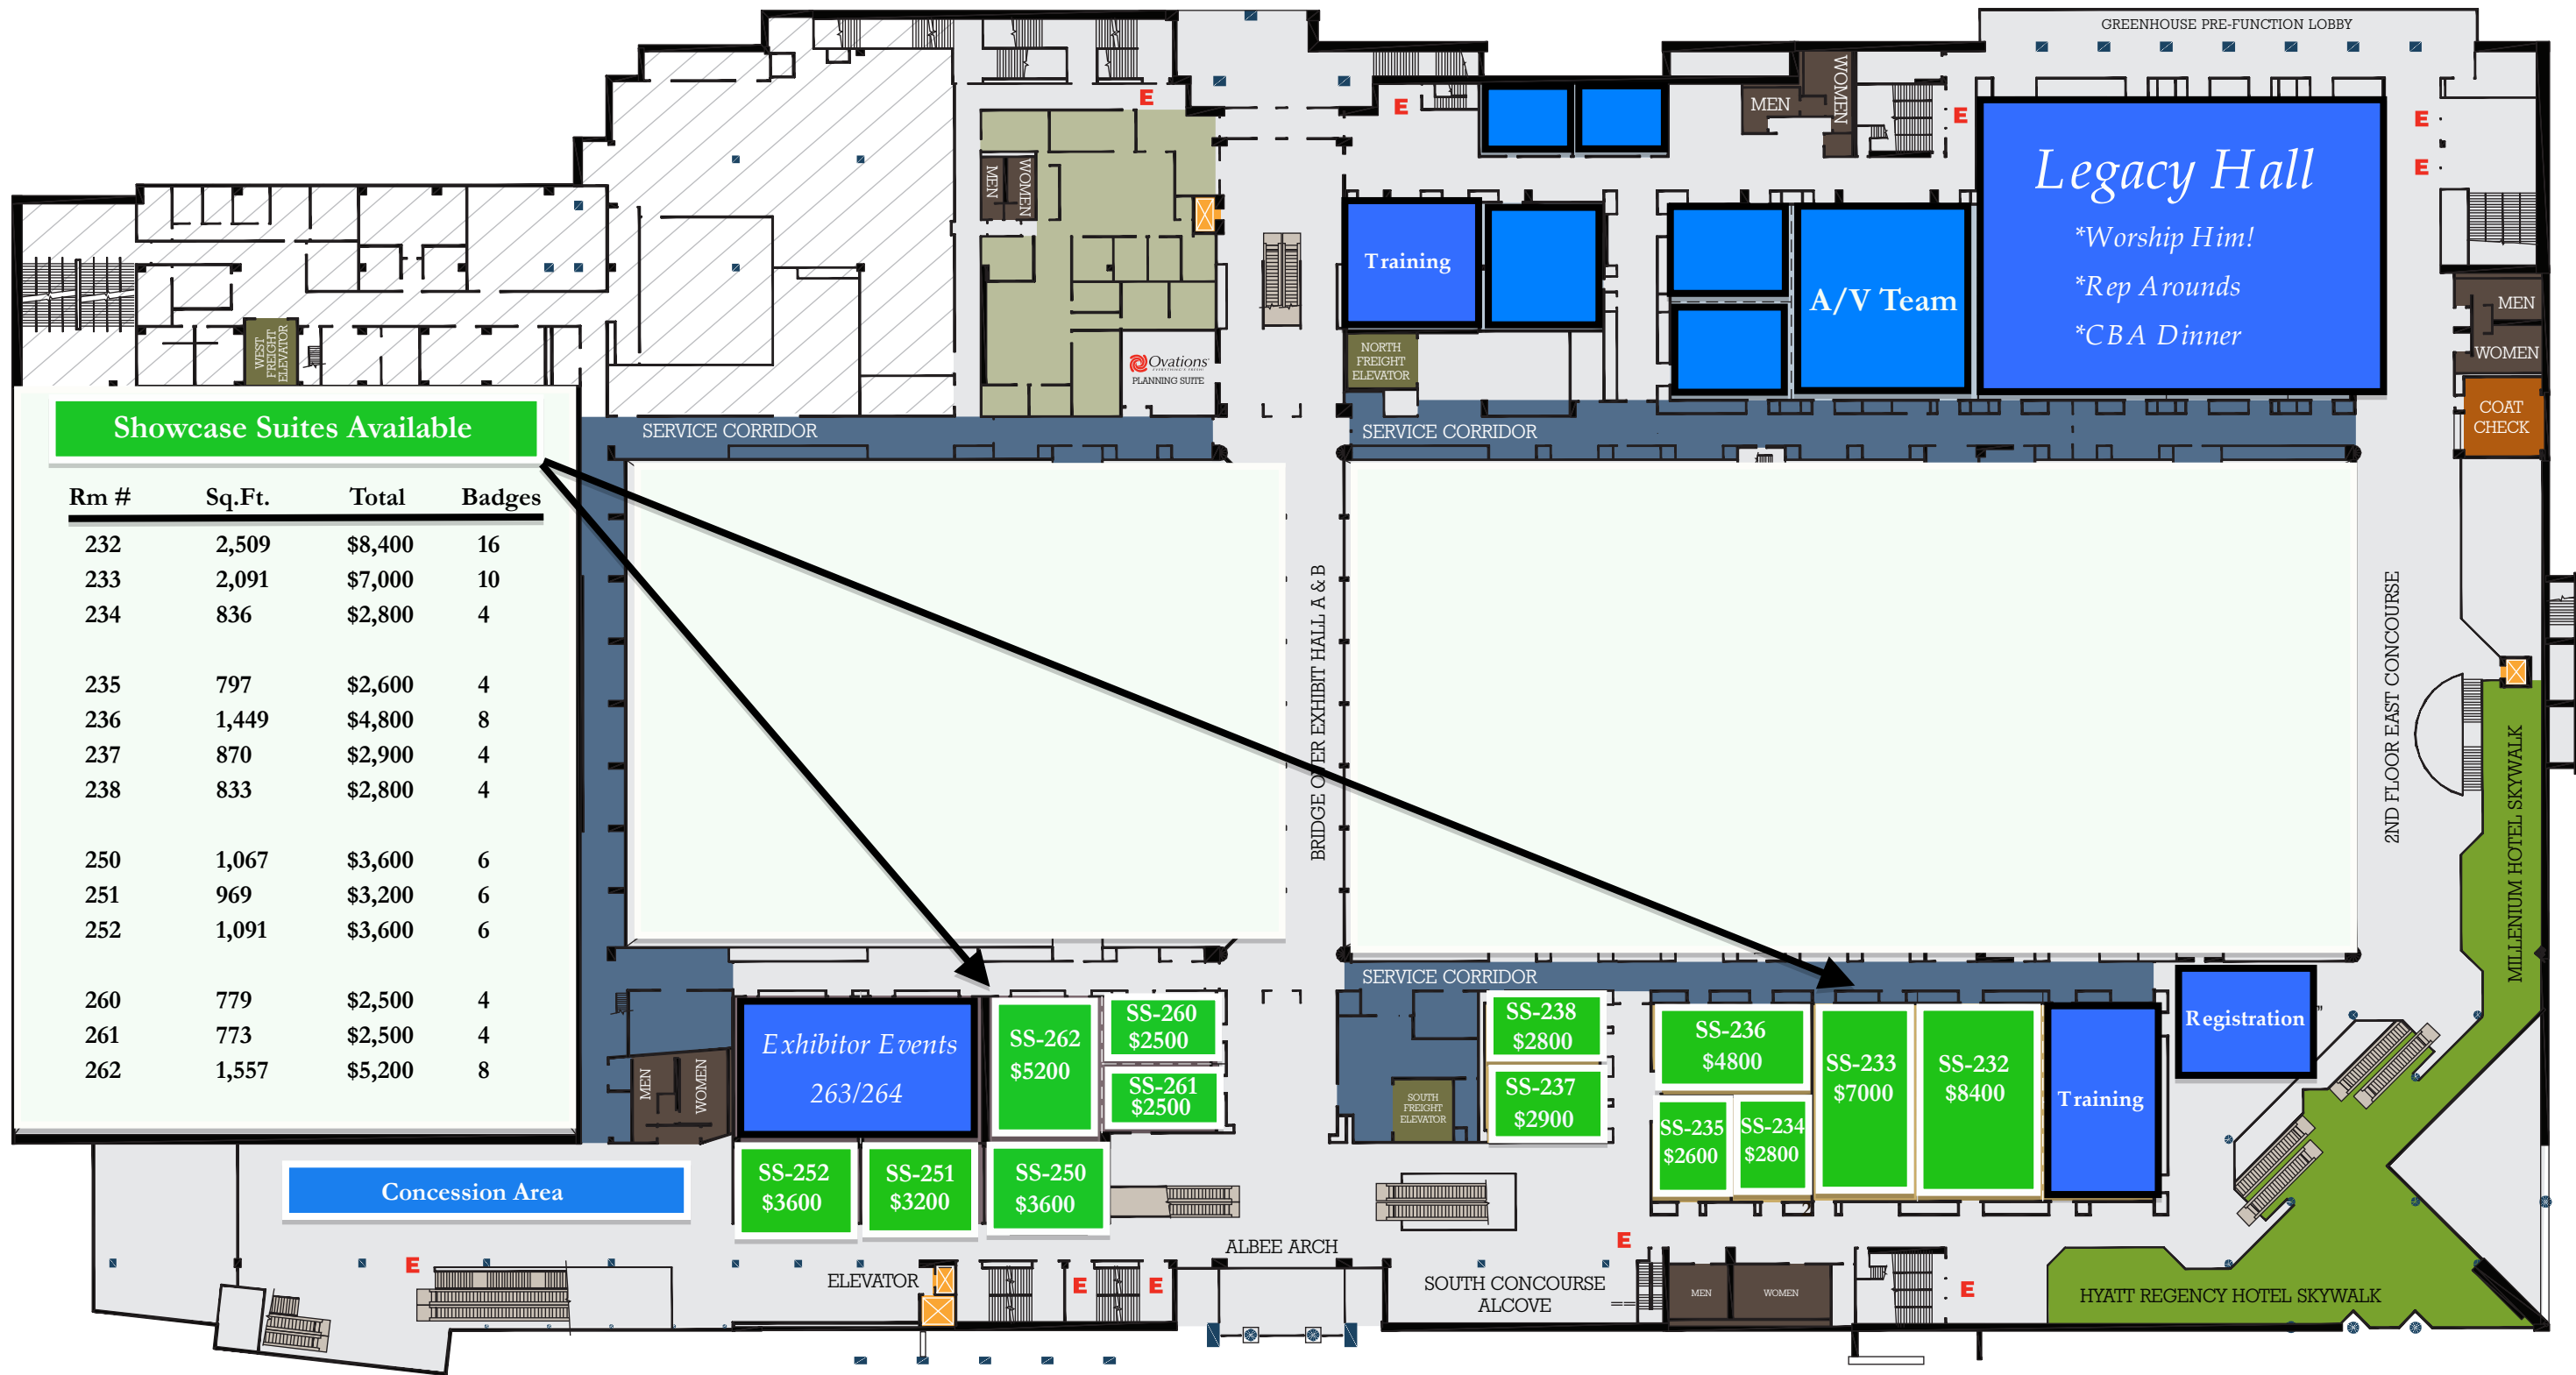 GREENHOUSE PRE-FUNCTION LOBBY
E
E
MEN
WOMEN
E
E
E
Legacy Hall
*Worship Him!
*Rep Arounds
*CBA Dinner
MEN
WOMEN
Training
A/V Team
MEN
WOMEN
WEST
FREIGHT
ELEVATOR
NORTH
FREIGHT
ELEVATOR
Ovations
PLANNING SUITE
COAT
CHECK
SERVICE CORRIDOR
SERVICE CORRIDOR
Showcase Suites Available
Rm # Sq.Ft. Total Badges
232 2,509 $8,400 16
233 2,091 $7,000 10
234 836 $2,800 4
235 797 $2,600 4
236 1,449 $4,800 8
237 870 $2,900 4
238 833 $2,800 4
250 1,067 $3,600 6
251 969 $3,200 6
252 1,091 $3,600 6
260 779 $2,500 4
261 773 $2,500 4
262 1,557 $5,200 8
BRIDGE OVER EXHIBIT HALL A & B
2ND FLOOR EAST CONCOURSE
MILLENIUM HOTEL SKYWALK
SERVICE CORRIDOR
MEN
WOMEN
Exhibitor Events
263/264
SS-262
$5200
SS-260
$2500
SS-261
$2500
SOUTH
FREIGHT
ELEVATOR
SS-238
$2800
SS-237
$2900
SS-236
$4800
SS-235
$2600
SS-234
$2800
SS-233
$7000
SS-232
$8400
Training
Registration
Concession Area
SS-252
$3600
SS-251
$3200
SS-250
$3600
ALBEE ARCH
E
ELEVATOR
E
E
SOUTH CONCOURSE
ALCOVE
E
MEN
WOMEN
E
HYATT REGENCY HOTEL SKYWALK